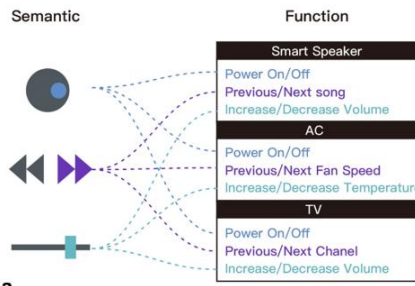 Semantic
Function
Smart Speaker
Power On/Off
Previous/Next song
Increase/Decrease Volume
AC
Power On/Off
Previous/Next Fan Speed
Increase/Decrease Temperature
TV
Power On/Off
Previous/Next Chanel
Increase/Decrease Volume